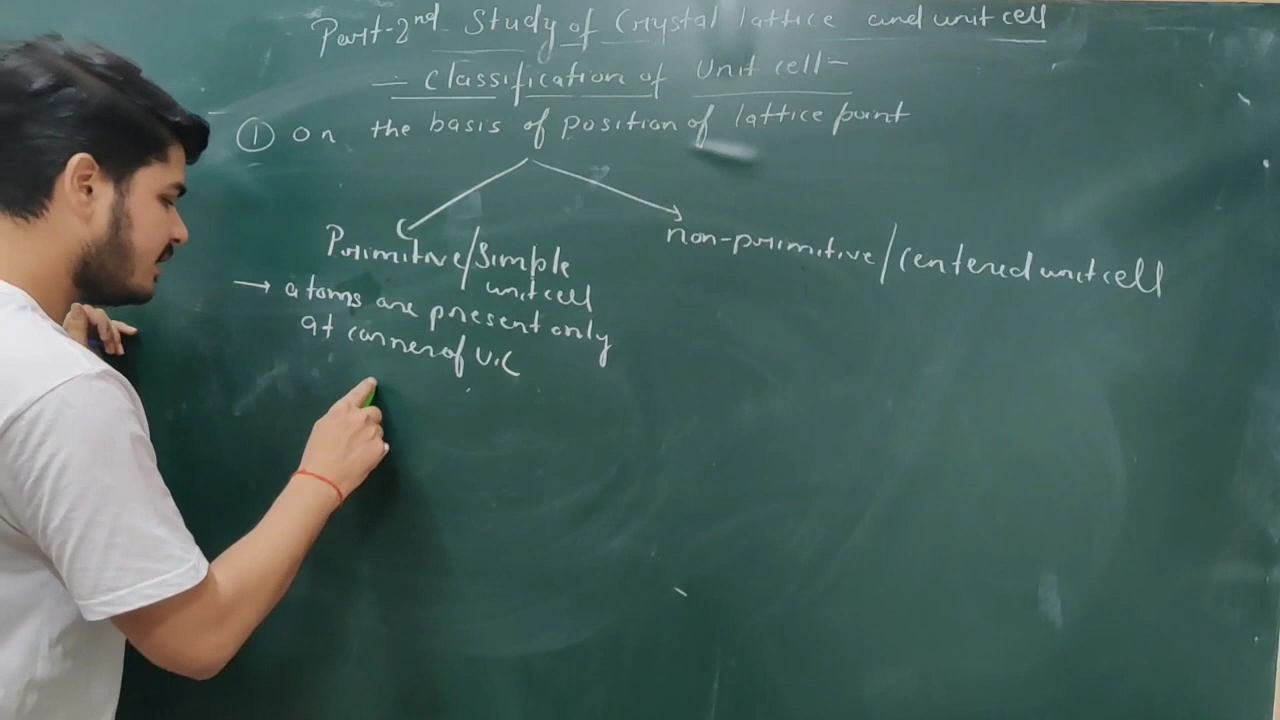 Part-2nd Study of Crystal lattice and unit cell
- Classification of Unit cell -
① on the basis of position of lattice point
Primitive/Simple unit cell
non-primitive/centered unit cell
→ atoms are present only
at corner of U.C